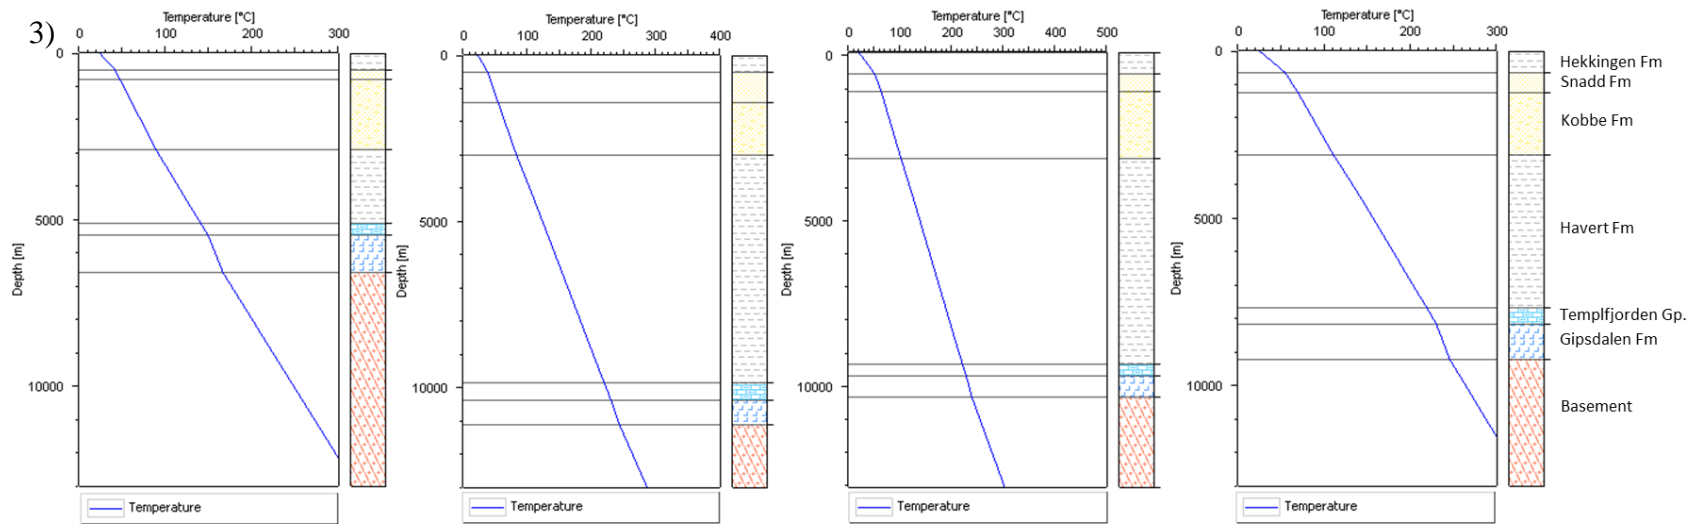 3)
Temperature [°C]
0 100 200 300
0
5000
10000
Depth [m]
Temperature
Temperature [°C]
0 100 200 300 400
0
5000
10000
Depth [m]
Temperature
Temperature [°C]
0 100 200 300 400 500
0
5000
10000
Depth [m]
Temperature
Temperature [°C]
0 100 200 300
0
5000
10000
Depth [m]
Temperature
Hekkingen Fm
Snadd Fm
Kobbe Fm
Havert Fm
Templfjorden Gp.
Gipsdalen Fm
Basement